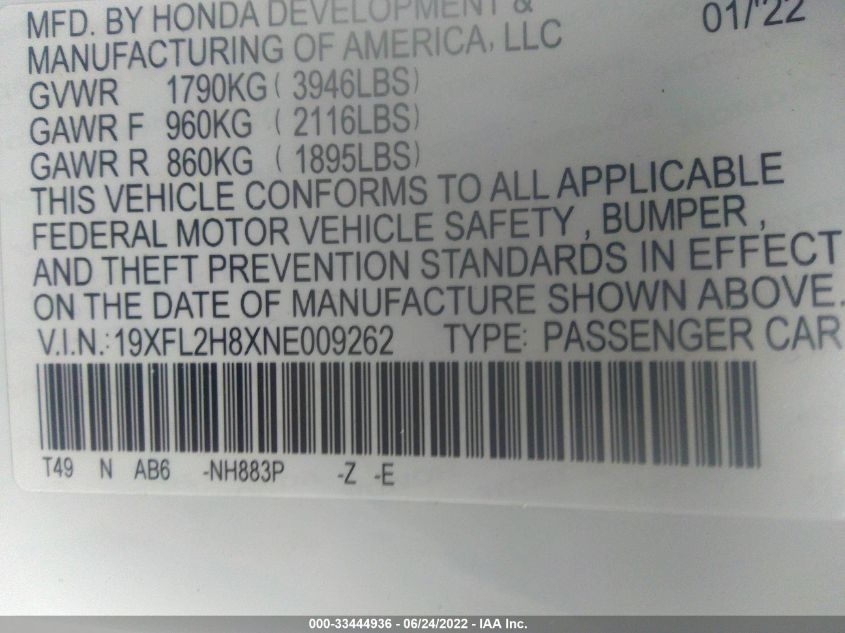 MFD. BY HONDA DEVELOPMENT & 01/'22
MANUFACTURING OF AMERICA, LLC
GVWR 1790KG ( 3946LBS)
GAWR F 960KG ( 2116LBS)
GAWR R 860KG ( 1895LBS)
THIS VEHICLE CONFORMS TO ALL APPLICABLE
FEDERAL MOTOR VEHICLE SAFETY , BUMPER ,
AND THEFT PREVENTION STANDARDS IN EFFECT
ON THE DATE OF MANUFACTURE SHOWN ABOVE.
V.I.N.: 19XFL2H8XNE009262 TYPE: PASSENGER CAR
T49 N AB6 -NH883P -Z -E
000-33444936 - 06/24/2022 - IAA Inc.